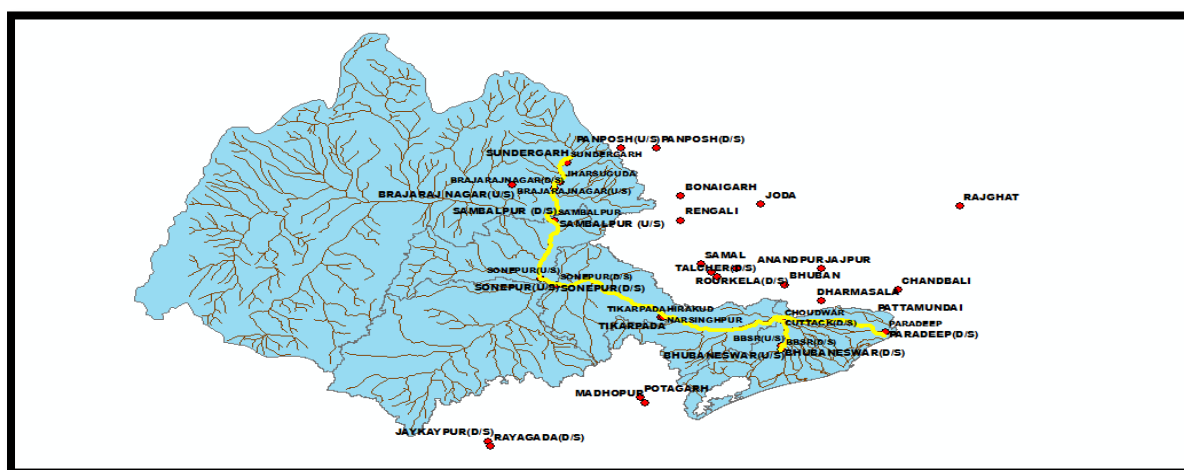 PANPOSH(U/S)
PANPOSH(D/S)
SUNDERGARH
SUNDERGARH
JHARSUGUDA
BRAJARAJNAGAR(D/S)
BRAJARAJNAGAR(U/S)
BRAJARAJ NAGAR(U/S)
BONAIGARH
JODA
RAJGHAT
SAMBALPUR (D/S)
SAMBALPUR
SAMBALPUR (U/S)
RENGALI
SAMAL
ANANDPUR
JAJPUR
TALCHER(D/S)
SONEPUR(U/S)
SONEPUR(D/S)
ROURKELA(D/S)
BHUBAN
SONEPUR(U/S)
SONEPUR(D/S)
CHANDBALI
DHARMASALA
TIKARPADA
HIRAKUD
PATTAMUNDAI
CHOUDWAR
NARSINGHPUR
TIKARPADA
CUTTACK(D/S)
PARADEEP
PARADEEP(D/S)
BBSR(U/S)
BBSR(D/S)
BHUBANESWAR(U/S)
BHUBANESWAR(D/S)
MADHOPUR
POTAGARH
JAYKAYPUR(D/S)
RAYAGADA(D/S)